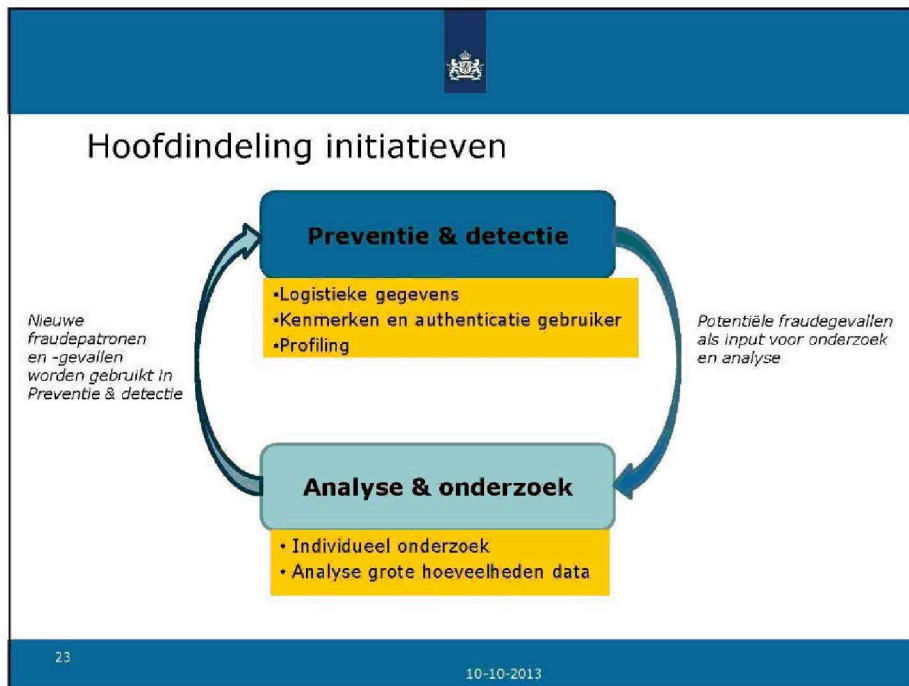 Hoofdindeling initiatieven
Preventie & detectie
•Logistieke gegevens
•Kenmerken en authenticatie gebruiker
•Profiling
Nieuwe
fraudepatronen
en -gevallen
worden gebruikt in
Preventie & detectie
Potentiële fraudegevallen
als input voor onderzoek
en analyse
Analyse & onderzoek
• Individueel onderzoek
• Analyse grote hoeveelheden data
23
10-10-2013